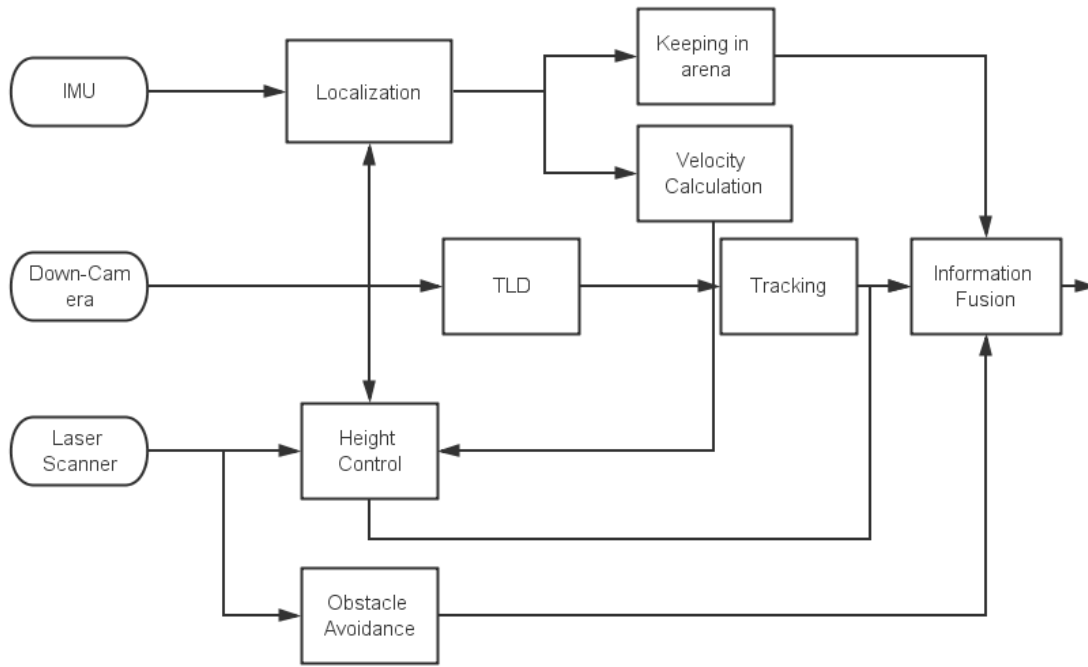 Keeping in
arena
IMU
Localization
Velocity
Calculation
Down-Cam
era
TLD
Tracking
Information
Fusion
Laser
Scanner
Height
Control
Obstacle
Avoidance